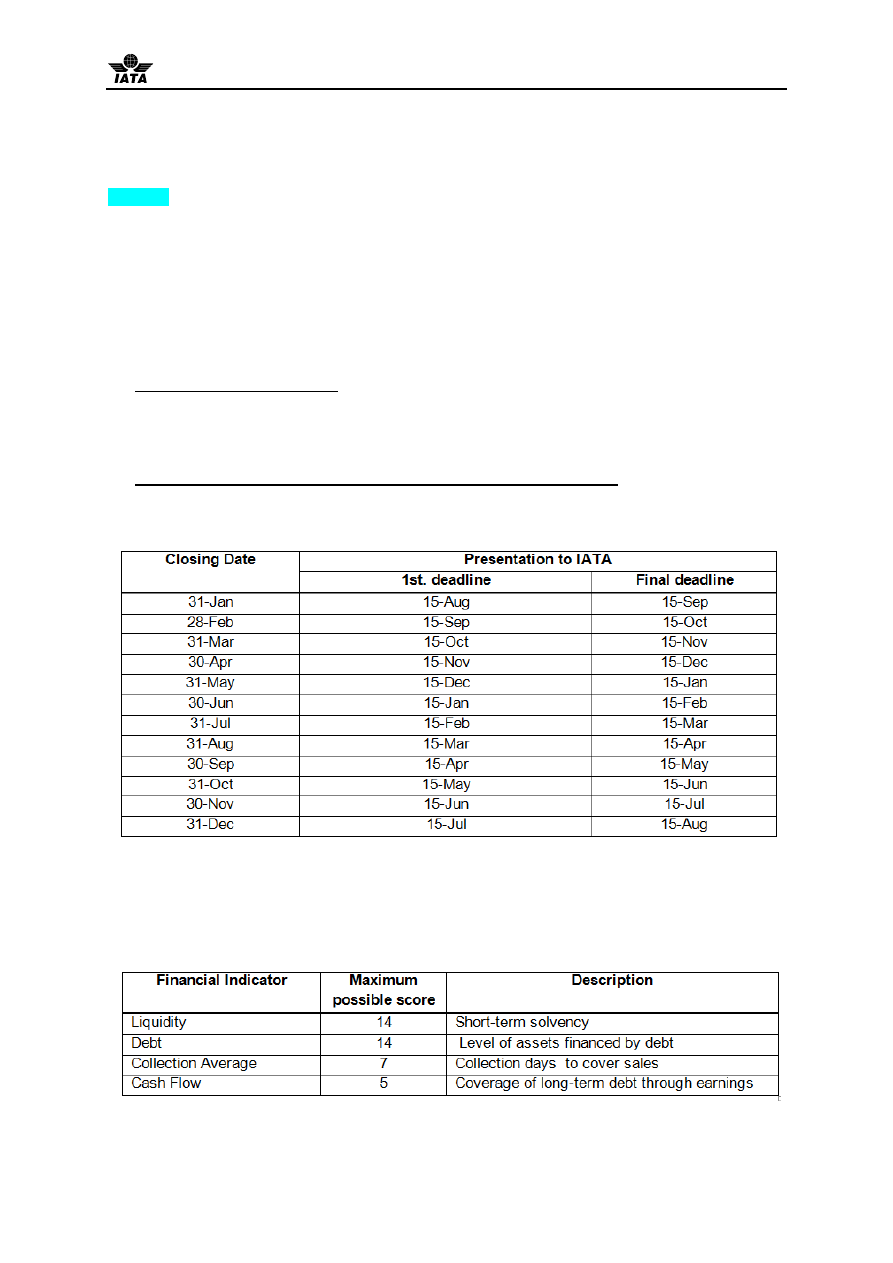 IATA
Closing Date Presentation to IATA
1st. deadline Final deadline
31-Jan 15-Aug 15-Sep
28-Feb 15-Sep 15-Oct
31-Mar 15-Oct 15-Nov
30-Apr 15-Nov 15-Dec
31-May 15-Dec 15-Jan
30-Jun 15-Jan 15-Feb
31-Jul 15-Feb 15-Mar
31-Aug 15-Mar 15-Apr
30-Sep 15-Apr 15-May
31-Oct 15-May 15-Jun
30-Nov 15-Jun 15-Jul
31-Dec 15-Jul 15-Aug
Financial Indicator Maximum Description
possible score
Liquidity 14 Short-term solvency
Debt 14 Level of assets financed by debt
Collection Average 7 Collection days to cover sales
Cash Flow 5 Coverage of long-term debt through earnings